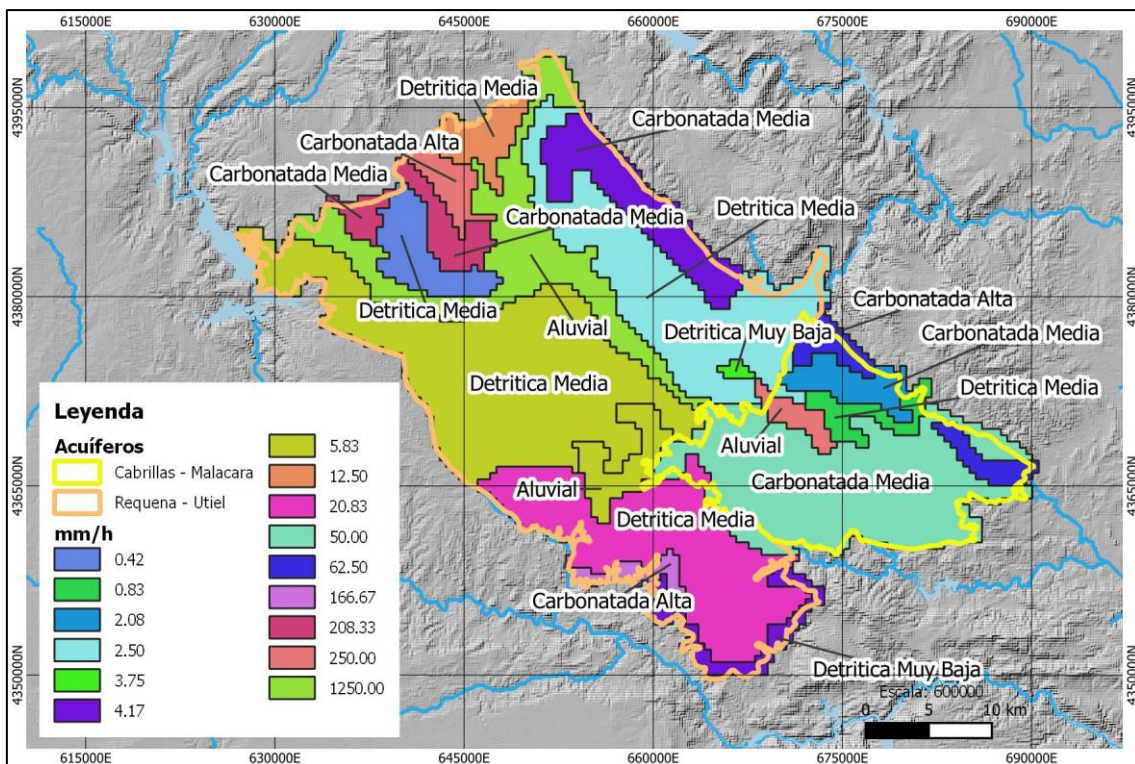 615000E 630000E 645000E 660000E 675000E 690000E
4395000N
4380000N
4365000N
4350000N
4395000N
4380000N
4365000N
4350000N
Detritica Media
Carbonatada Media
Carbonatada Alta
Carbonatada Media
Carbonatada Media
Detritica Media
Carbonatada Alta
Detritica Media
Aluvial
Detritica Muy Baja
Carbonatada Media
Detritica Media
Detritica Media
Aluvial
Carbonatada Media
Aluvial
Detritica Media
Carbonatada Alta
Detritica Muy Baja
Leyenda
Acuíferos
Cabrillas - Malacara
Requena - Utiel
mm/h
0.42
0.83
2.08
2.50
3.75
4.17
5.83
12.50
20.83
50.00
62.50
166.67
208.33
250.00
1250.00
Escala: 600000
0 5 10 km
615000E 630000E 645000E 660000E 675000E 690000E